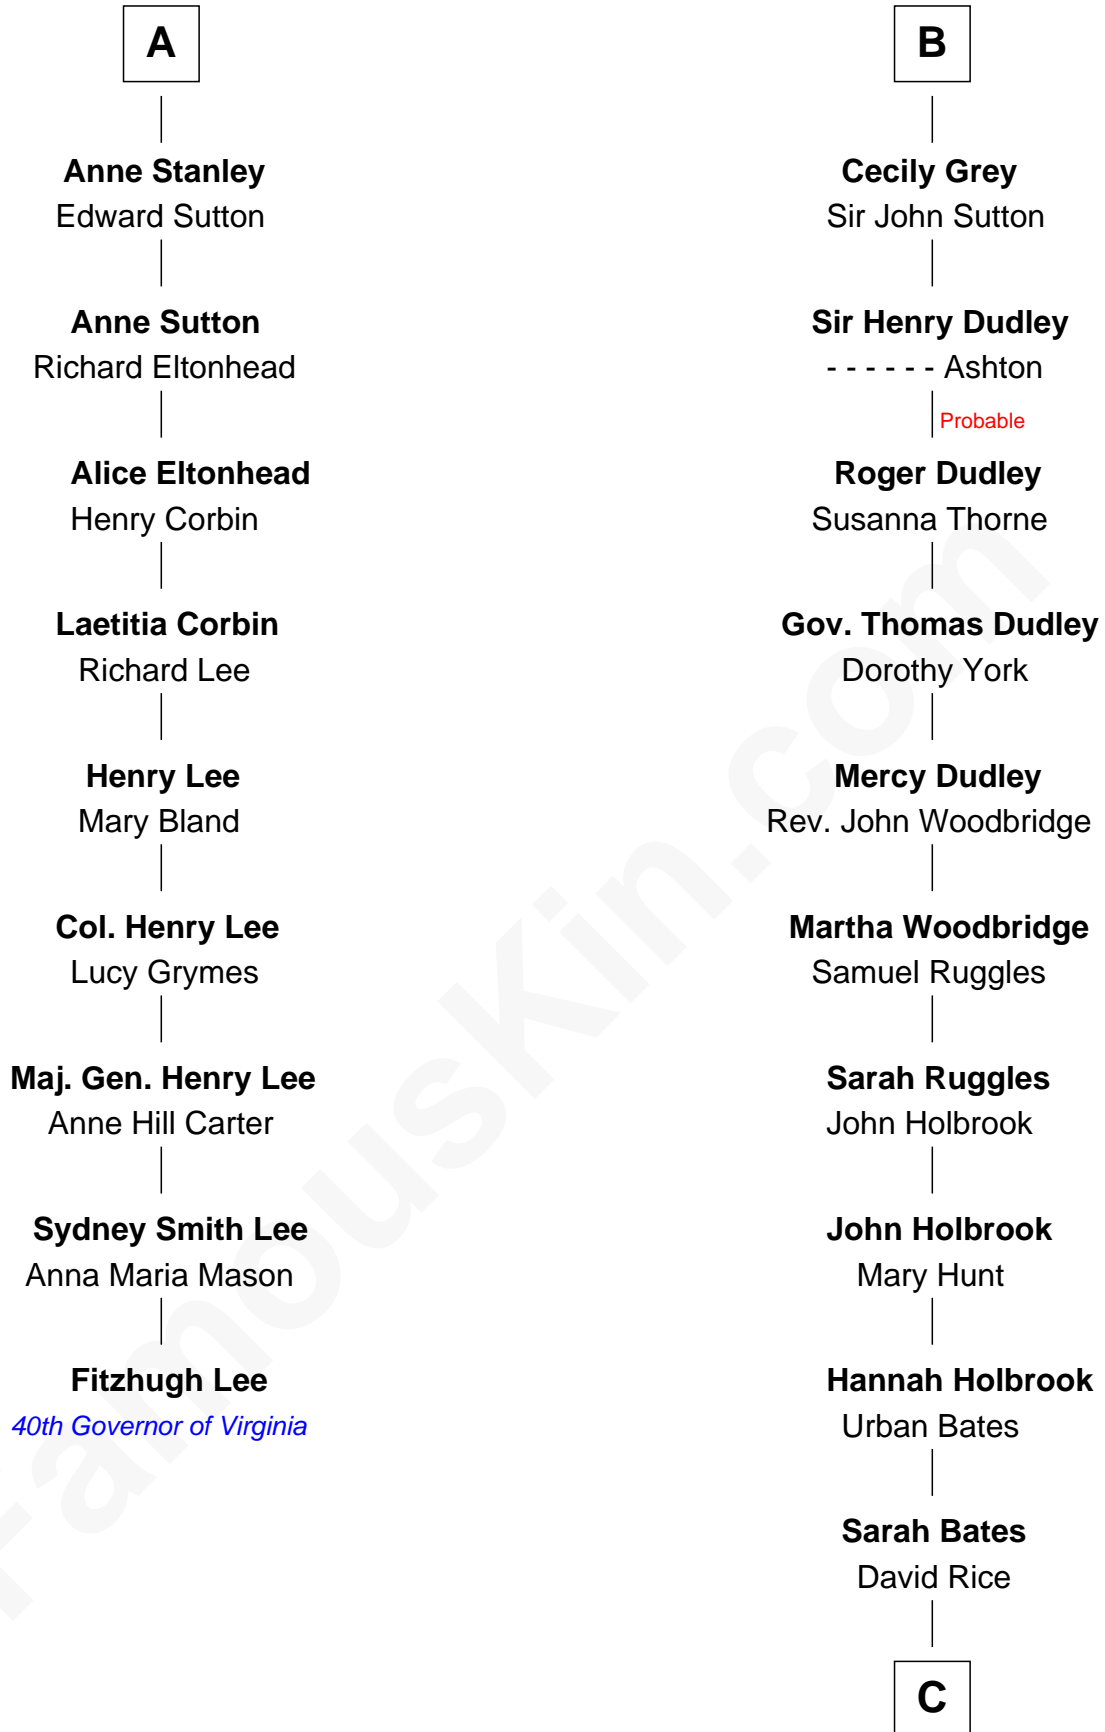 A
Anne Stanley
Edward Sutton
Anne Sutton
Richard Eltonhead
Alice Eltonhead
Henry Corbin
Laetitia Corbin
Richard Lee
Henry Lee
Mary Bland
Col. Henry Lee
Lucy Grymes
Maj. Gen. Henry Lee
Anne Hill Carter
Sydney Smith Lee
Anna Maria Mason
Fitzhugh Lee
40th Governor of Virginia
B
Cecily Grey
Sir John Sutton
Sir Henry Dudley
- - - - - - Ashton
Probable
Roger Dudley
Susanna Thorne
Gov. Thomas Dudley
Dorothy York
Mercy Dudley
Rev. John Woodbridge
Martha Woodbridge
Samuel Ruggles
Sarah Ruggles
John Holbrook
John Holbrook
Mary Hunt
Hannah Holbrook
Urban Bates
Sarah Bates
David Rice
C
FamousKin.com